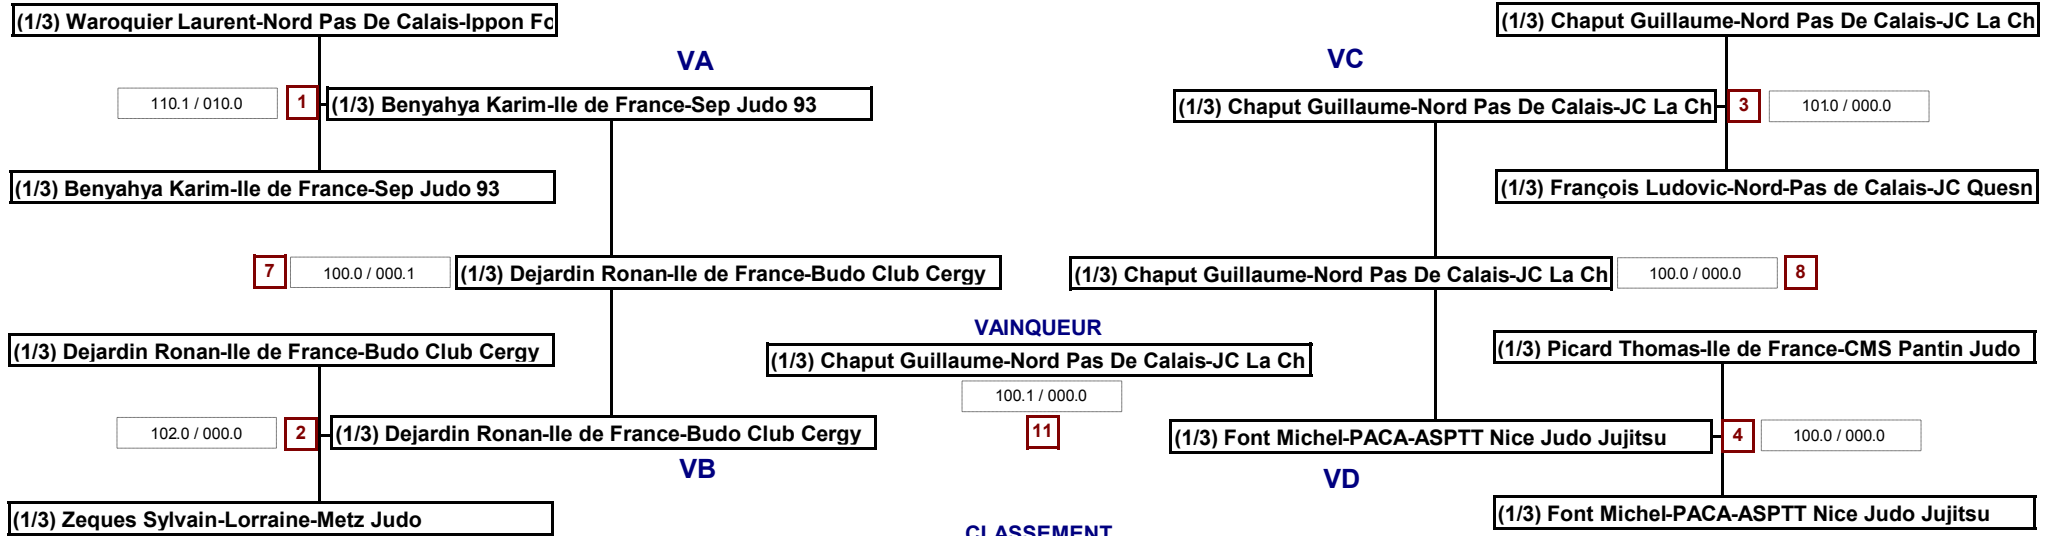 (1/3) Waroquier Laurent-Nord Pas De Calais-Ippon Fo
(1/3) Chaput Guillaume-Nord Pas De Calais-JC La Ch
VA
VC
110.1 / 010.0
1
(1/3) Benyahya Karim-Ile de France-Sep Judo 93
(1/3) Chaput Guillaume-Nord Pas De Calais-JC La Ch
3
101.0 / 000.0
(1/3) Benyahya Karim-Ile de France-Sep Judo 93
(1/3) François Ludovic-Nord-Pas de Calais-JC Quesn
7
100.0 / 000.1
(1/3) Dejardin Ronan-Ile de France-Budo Club Cergy
(1/3) Chaput Guillaume-Nord Pas De Calais-JC La Ch
100.0 / 000.0
8
VAINQUEUR
(1/3) Dejardin Ronan-Ile de France-Budo Club Cergy
(1/3) Chaput Guillaume-Nord Pas De Calais-JC La Ch
(1/3) Picard Thomas-Ile de France-CMS Pantin Judo
100.1 / 000.0
102.0 / 000.0
2
(1/3) Dejardin Ronan-Ile de France-Budo Club Cergy
11
(1/3) Font Michel-PACA-ASPTT Nice Judo Jujitsu
4
100.0 / 000.0
VB
VD
(1/3) Zeques Sylvain-Lorraine-Metz Judo
(1/3) Font Michel-PACA-ASPTT Nice Judo Jujitsu
CLASSEMENT